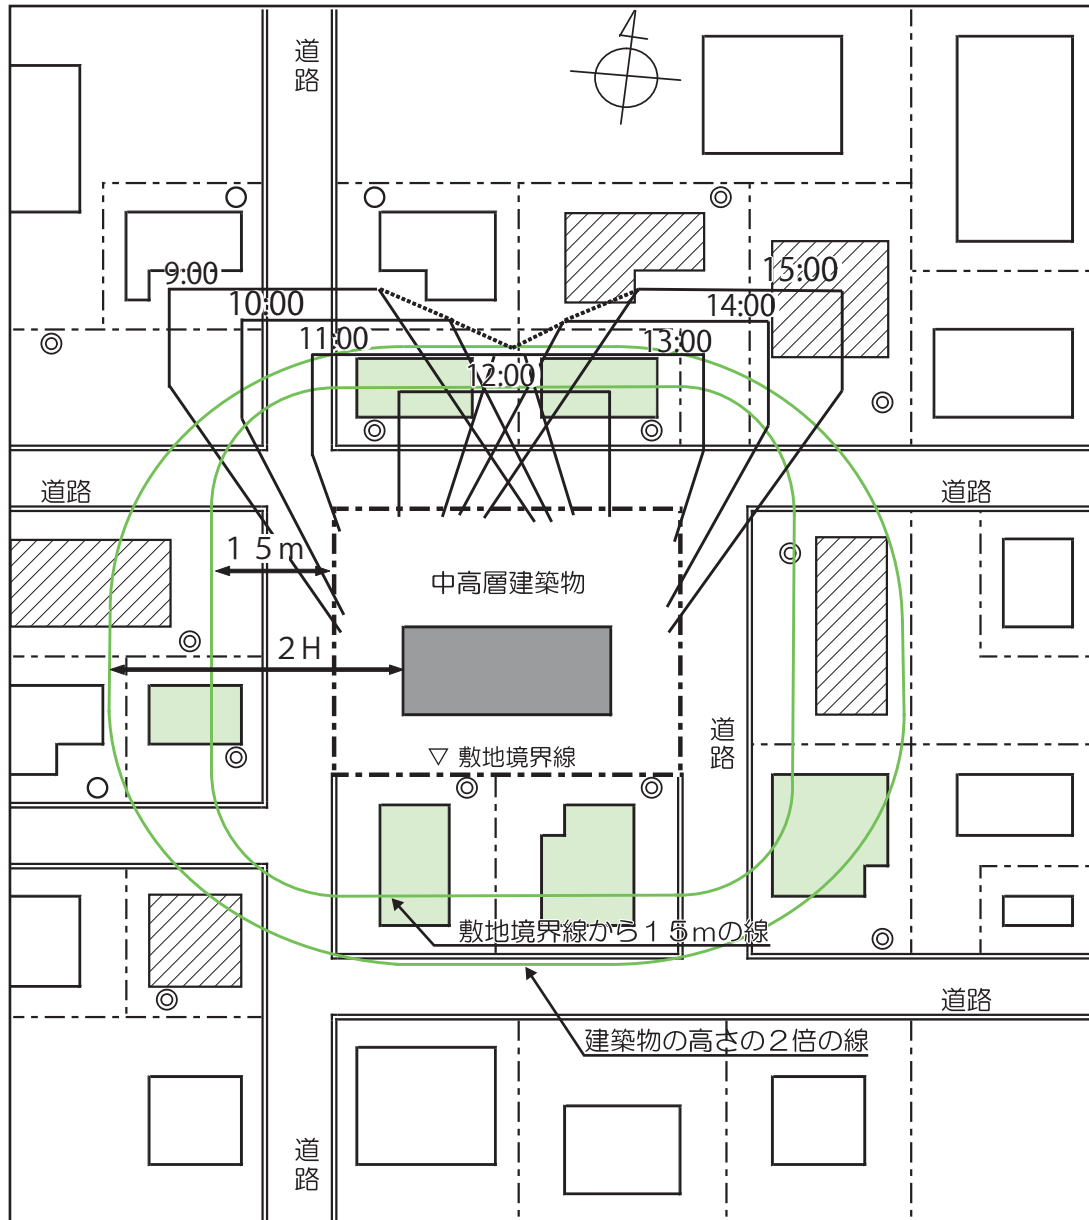 道路
9:00
15:00
10:00
14:00
11:00
13:00
12:00
道路
道路
１５ｍ
中高層建築物
２Ｈ
道路
▽ 敷地境界線
敷地境界線から１５ｍの線
道路
建築物の高さの２倍の線
道路